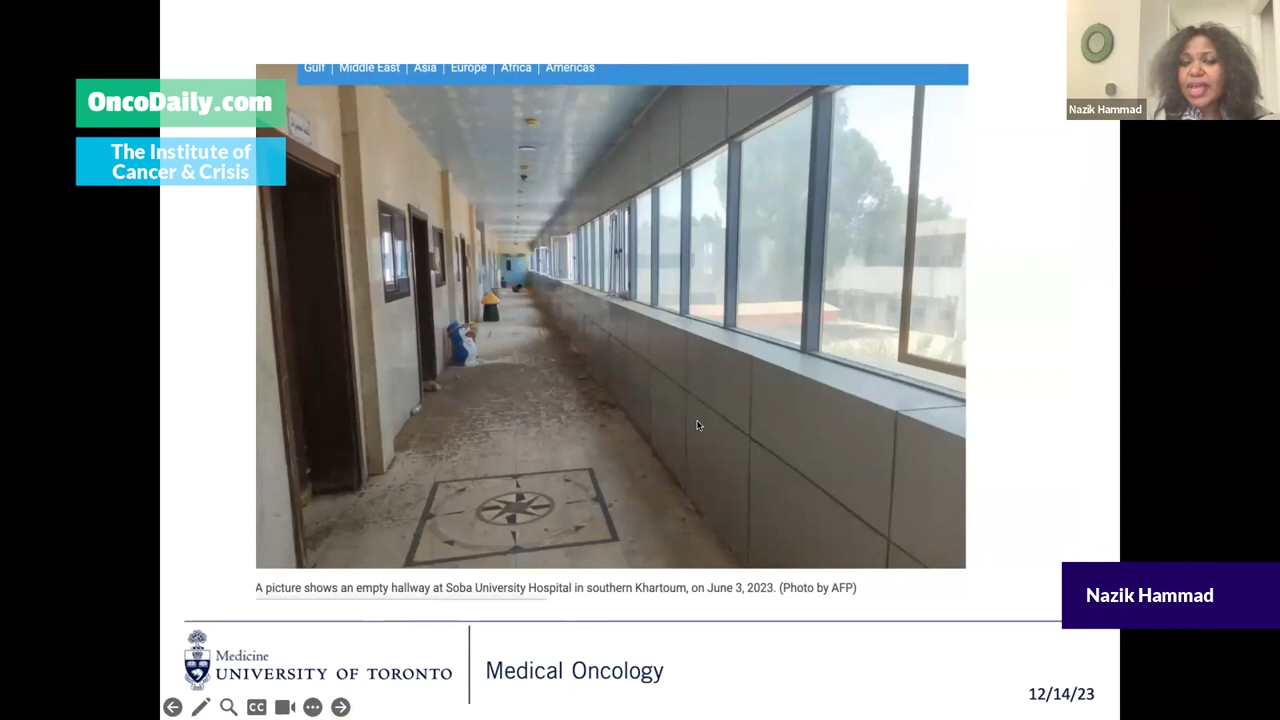 Gulf | Middle East | Asia | Europe | Africa | Americas
OncoDaily.com
The Institute of
Cancer & Crisis
Nazik Hammad
A picture shows an empty hallway at Soba University Hospital in southern Khartoum, on June 3, 2023. (Photo by AFP)
Nazik Hammad
Medicine
UNIVERSITY OF TORONTO
Medical Oncology
12/14/23
CC